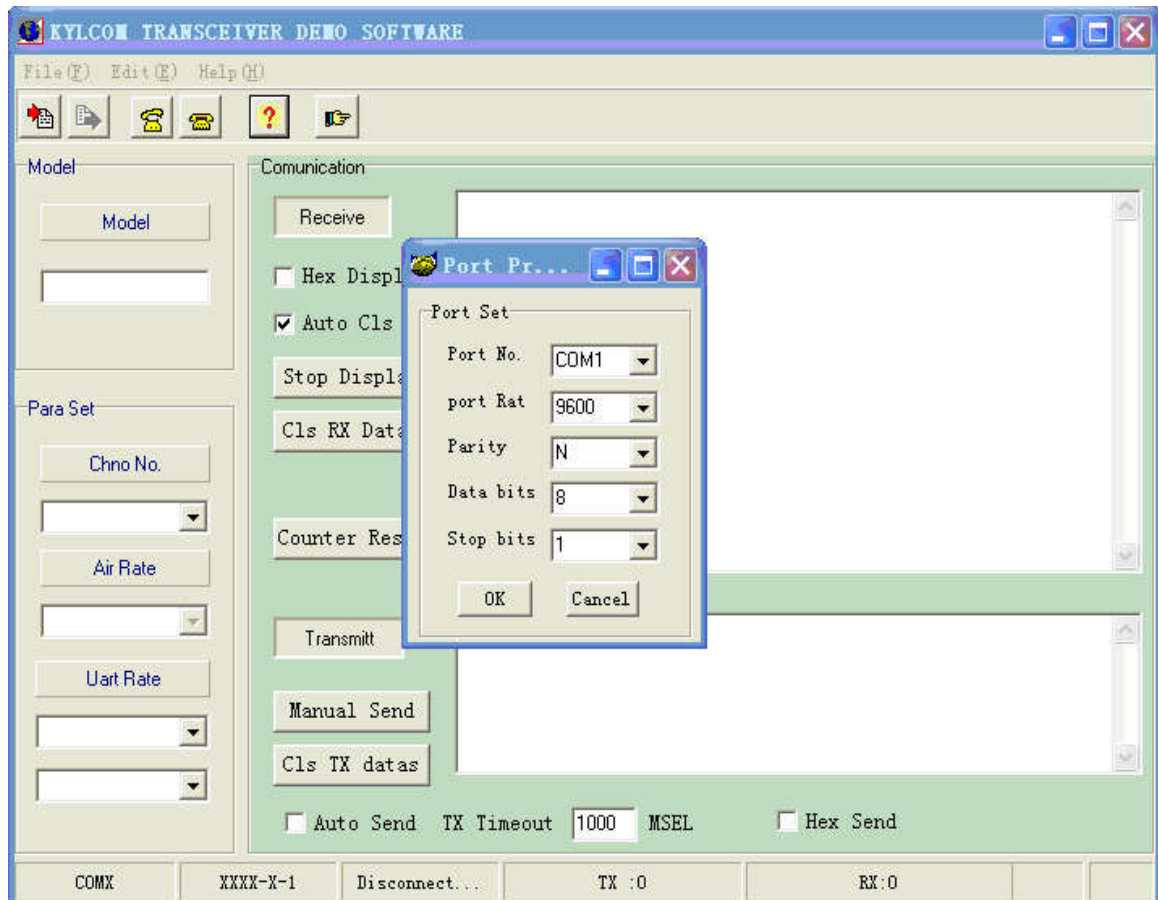 KYLCOM TRANSCEIVER DEMO SOFTWARE
File(F) Edit(E) Help(H)
?
Model
Model
Para Set
Chno No.
Air Rate
Uart Rate
Comunication
Receive
Hex Displ
Auto Cls
Stop Displa
Cls RX Data
Counter Res
Transmitt
Manual Send
Cls TX datas
Auto Send TX Timeout 1000 MSEL Hex Send
Port Pr...
Port Set
Port No. COM1
port Rat 9600
Parity N
Data bits 8
Stop bits 1
OK Cancel
COMX XXXX-X-1 Disconnect... TX :0 RX:0